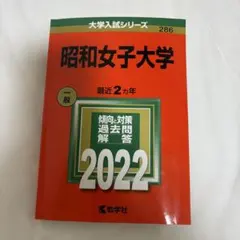 大学入試シリーズ
286
昭和女子大学
一般
最近2カ年
傾向と対策
過去問
解答
2022
教学社